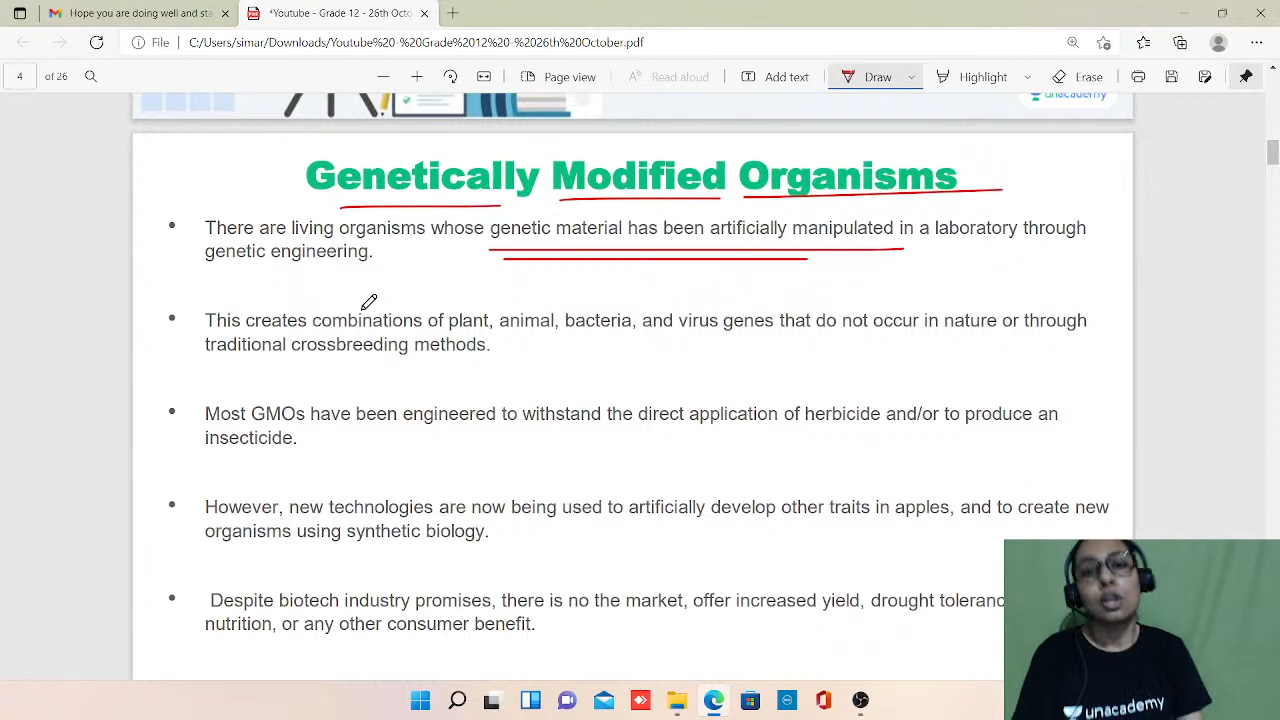 Hope you are doing well and sta
*Youtube - Grade 12 - 26th Octo
File
C:/Users/simar/Downloads/Youtube%20-%20Grade%2012%20-%2026th%20October.pdf
4 of 26
Page view
Read aloud
Add text
Draw
Highlight
Erase
unacademy
Genetically Modified Organisms
• There are living organisms whose genetic material has been artificially manipulated in a laboratory through
genetic engineering.
• This creates combinations of plant, animal, bacteria, and virus genes that do not occur in nature or through
traditional crossbreeding methods.
• Most GMOs have been engineered to withstand the direct application of herbicide and/or to produce an
insecticide.
• However, new technologies are now being used to artificially develop other traits in apples, and to create new
organisms using synthetic biology.
• Despite biotech industry promises, there is no the market, offer increased yield, drought toleranc
nutrition, or any other consumer benefit.
unacademy